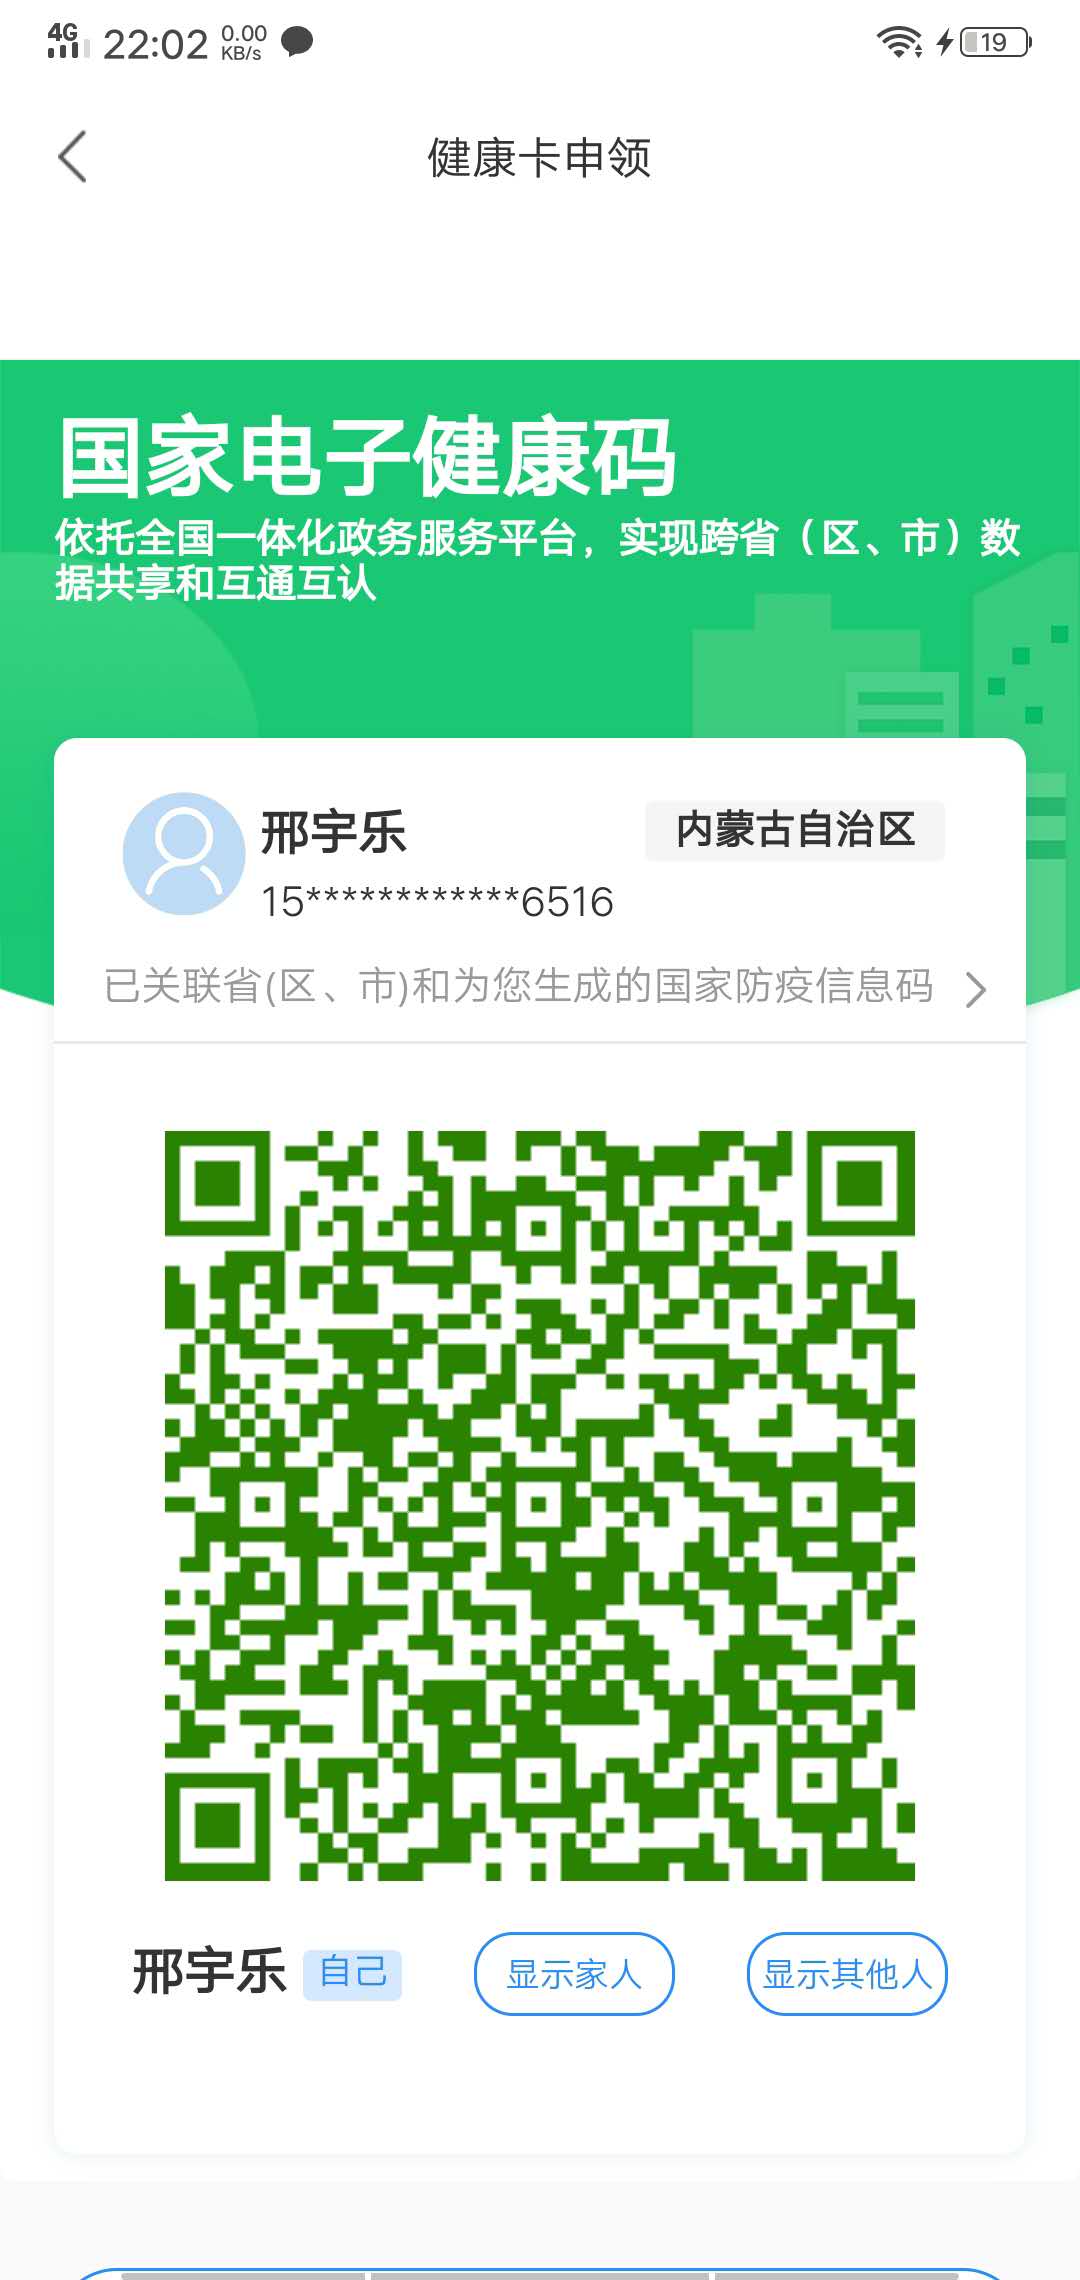 4G 22:02 0.00 KB/s 19
健康卡申领
国家电子健康码
依托全国一体化政务服务平台，实现跨省（区、市）数
据共享和互通互认
邢宇乐 内蒙古自治区
15************6516
已关联省(区、市)和为您生成的国家防疫信息码
邢宇乐 自己 显示家人 显示其他人